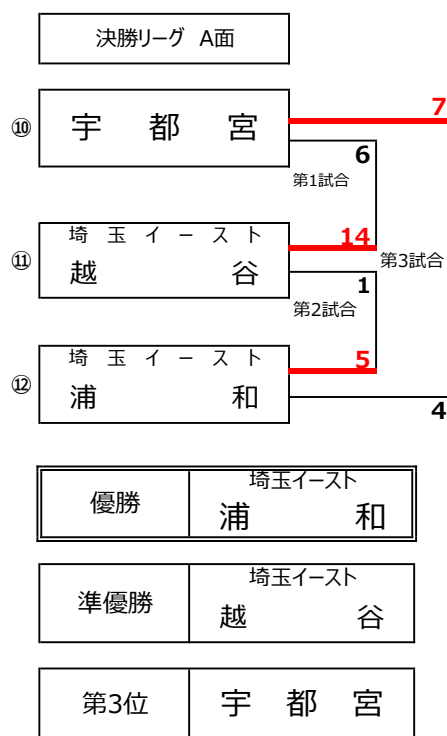 決勝リーグ A面
7
⑩ 宇都宮
6
第1試合
埼玉イースト
14
⑪ 越谷
第3試合
1
第2試合
埼玉イースト
5
⑫ 浦和
4
優勝 埼玉イースト
浦和
準優勝 埼玉イースト
越谷
第3位 宇都宮